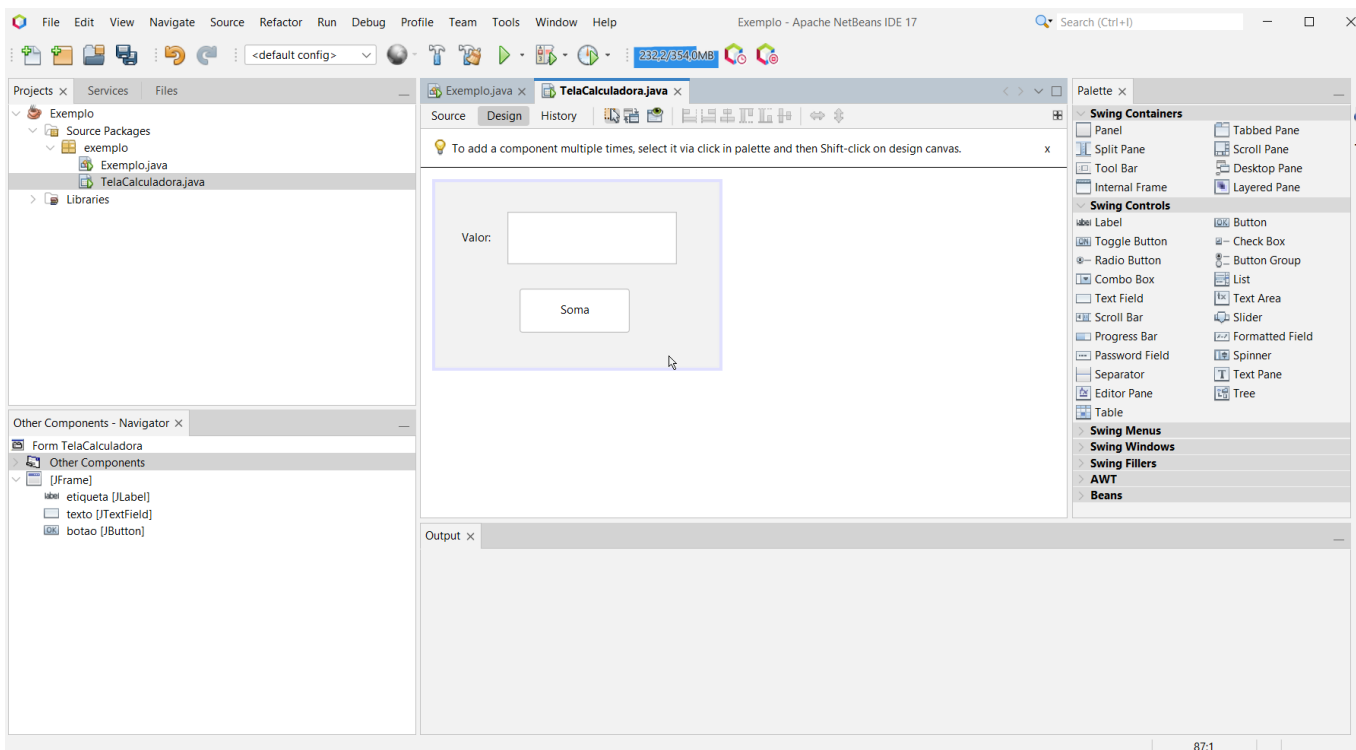 File Edit View Navigate Source Refactor Run Debug Profile Team Tools Window Help Exemplo - Apache NetBeans IDE 17 Search (Ctrl+I)
<default config> 232,2/354,0MB
Projects Services Files
Exemplo
Source Packages
exemplo
Exemplo.java
TelaCalculadora.java
Libraries
Other Components - Navigator
Form TelaCalculadora
Other Components
[JFrame]
label etiqueta [JLabel]
texto [JTextField]
OK botao [JButton]
Exemplo.java TelaCalculadora.java
Source Design History
To add a component multiple times, select it via click in palette and then Shift-click on design canvas. x
Valor:
Soma
Output
Palette
Swing Containers
Panel Tabbed Pane
Split Pane Scroll Pane
Tool Bar Desktop Pane
Internal Frame Layered Pane
Swing Controls
label Label OK Button
ON Toggle Button Check Box
Radio Button Button Group
Combo Box List
Text Field Text Area
Scroll Bar Slider
Progress Bar Formatted Field
Password Field Spinner
Separator T Text Pane
Editor Pane Tree
Table
Swing Menus
Swing Windows
Swing Fillers
AWT
Beans
87:1